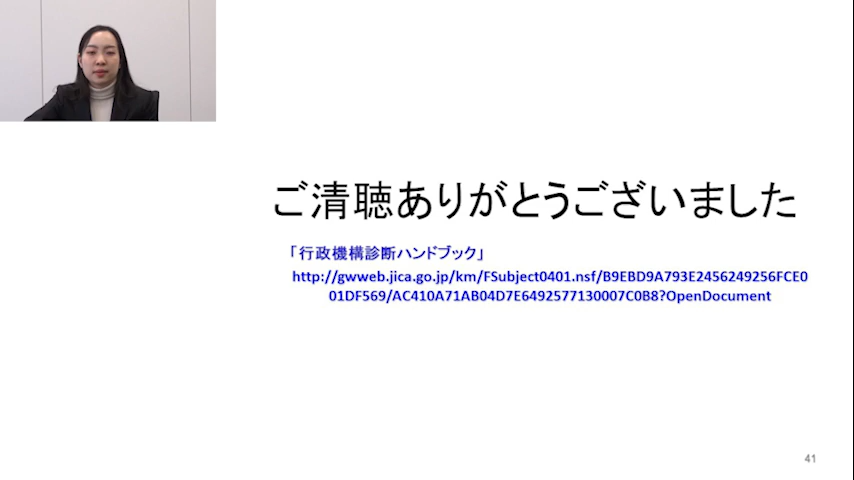 ご清聴ありがとうございました
「行政機構診断ハンドブック」
http://gwweb.jica.go.jp/km/FSubject0401.nsf/B9EBD9A793E2456249256FCE0
01DF569/AC410A71AB04D7E6492577130007C0B8?OpenDocument
41